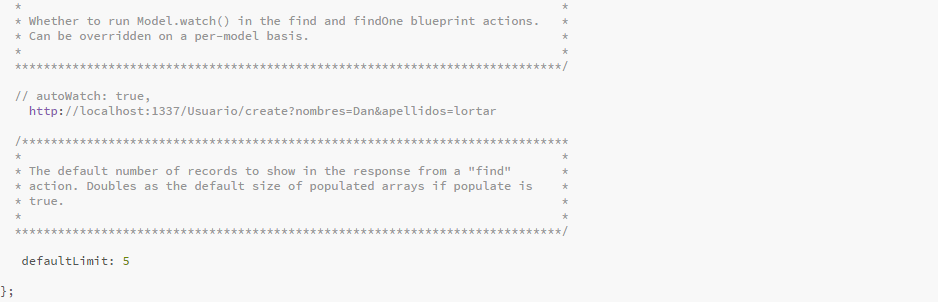 *                                                                           *
* Whether to run Model.watch() in the find and findOne blueprint actions.   *
* Can be overridden on a per-model basis.                                   *
*                                                                           *
****************************************************************************/
// autoWatch: true,
http://localhost:1337/Usuario/create?nombres=Dan&apellidos=lortar
/****************************************************************************
*                                                                           *
* The default number of records to show in the response from a "find"       *
* action. Doubles as the default size of populated arrays if populate is    *
* true.                                                                     *
*                                                                           *
****************************************************************************/
defaultLimit: 5
};